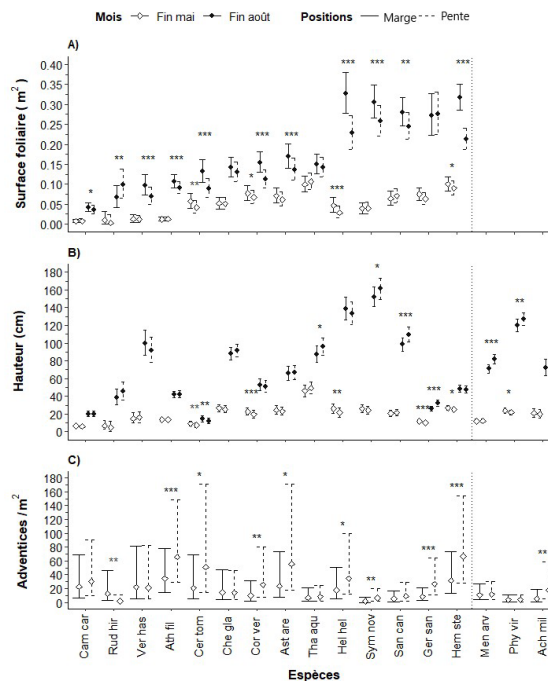 Mois Fin mai Fin août Positions Marge Pente
A)
Surface foliaire (m²)
0.40
0.35
0.30
0.25
0.20
0.15
0.10
0.05
0.00
* ** *** *** ** *** * *** *** *** *** *** ** * ***
B)
Hauteur (cm)
180
160
140
120
100
80
60
40
20
0
** ** *** * ** * *** *** *** * *** * **
C)
Adventices /m²
180
160
140
120
100
80
60
40
20
0
** *** * ** * * ** *** *** **
Cam car
Rud hir
Ver has
Ath fil
Cer tom
Che gla
Cor ver
Ast are
Tha aqu
Hel hel
Sym nov
San can
Ger san
Hem ste
Men arv
Phy vir
Ach mil
Espèces